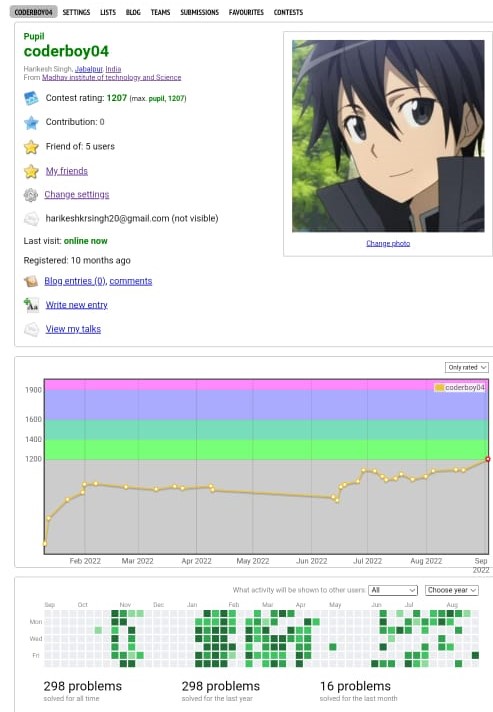 CODERBOY04 SETTINGS LISTS BLOG TEAMS SUBMISSIONS FAVOURITES CONTESTS
Pupil
coderboy04
Harikesh Singh, Jabalpur, India
From Madhav institute of technology and Science
Contest rating: 1207 (max. pupil, 1207)
Contribution: 0
Friend of: 5 users
My friends
Change settings
harikeshkrsingh20@gmail.com (not visible)
Last visit: online now
Registered: 10 months ago
Blog entries (0), comments
Write new entry
View my talks
Change photo
Only rated
coderboy04
1900
1600
1400
1200
Feb 2022 Mar 2022 Apr 2022 May 2022 Jun 2022 Jul 2022 Aug 2022 Sep 2022
What activity will be shown to other users: All Choose year
Sep Oct Nov Dec Jan Feb Mar Apr May Jun Jul Aug
Mon
Wed
Fri
298 problems 298 problems 16 problems
solved for all time solved for the last year solved for the last month